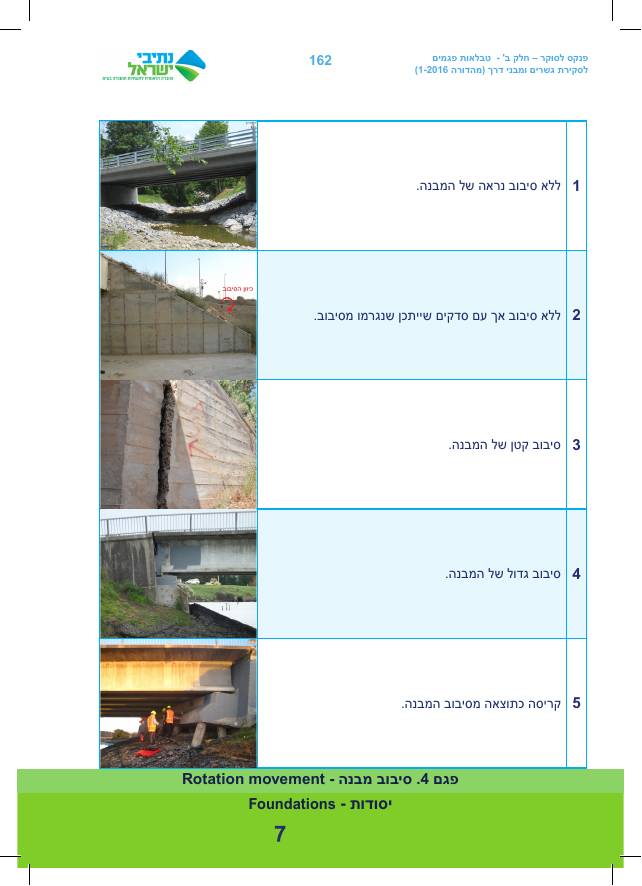 פנקס לסוקר – חלק ב' - טבלאות פגמים
לסקירת גשרים ומבני דרך (מהדורה 1-2016)
162
נתיבי
ישראל
1 ללא סיבוב נראה של המבנה.
2 ללא סיבוב אך עם סדקים שייתכן שנגרמו מסיבוב.
כיוון הסיבוב
3 סיבוב קטן של המבנה.
4 סיבוב גדול של המבנה.
5 קריסה כתוצאה מסיבוב המבנה.
פגם 4. סיבוב מבנה - Rotation movement
יסודות - Foundations
7